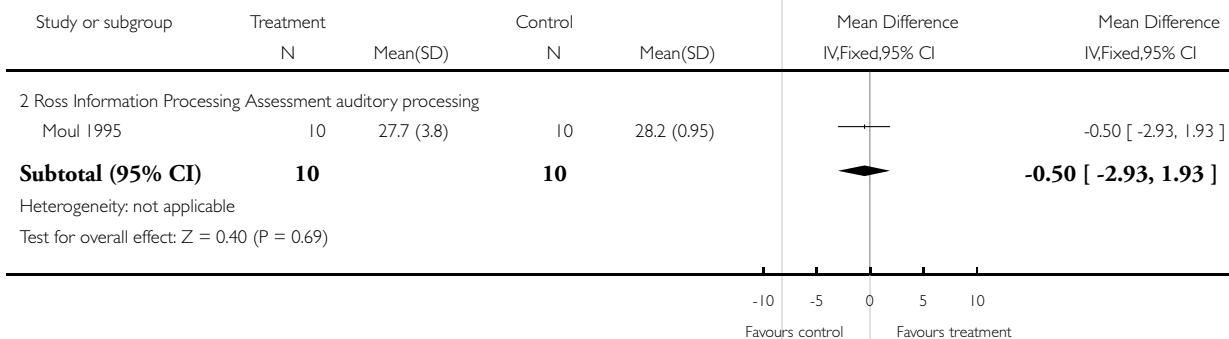 Study or subgroup Treatment Control Mean Difference Mean Difference
N Mean(SD) N Mean(SD) IV,Fixed,95% CI IV,Fixed,95% CI
2 Ross Information Processing Assessment auditory processing
Moul 1995 10 27.7 (3.8) 10 28.2 (0.95) -0.50 [ -2.93, 1.93 ]
Subtotal (95% CI) 10 10 -0.50 [ -2.93, 1.93 ]
Heterogeneity: not applicable
Test for overall effect: Z = 0.40 (P = 0.69)
-10 -5 0 5 10
Favours control Favours treatment